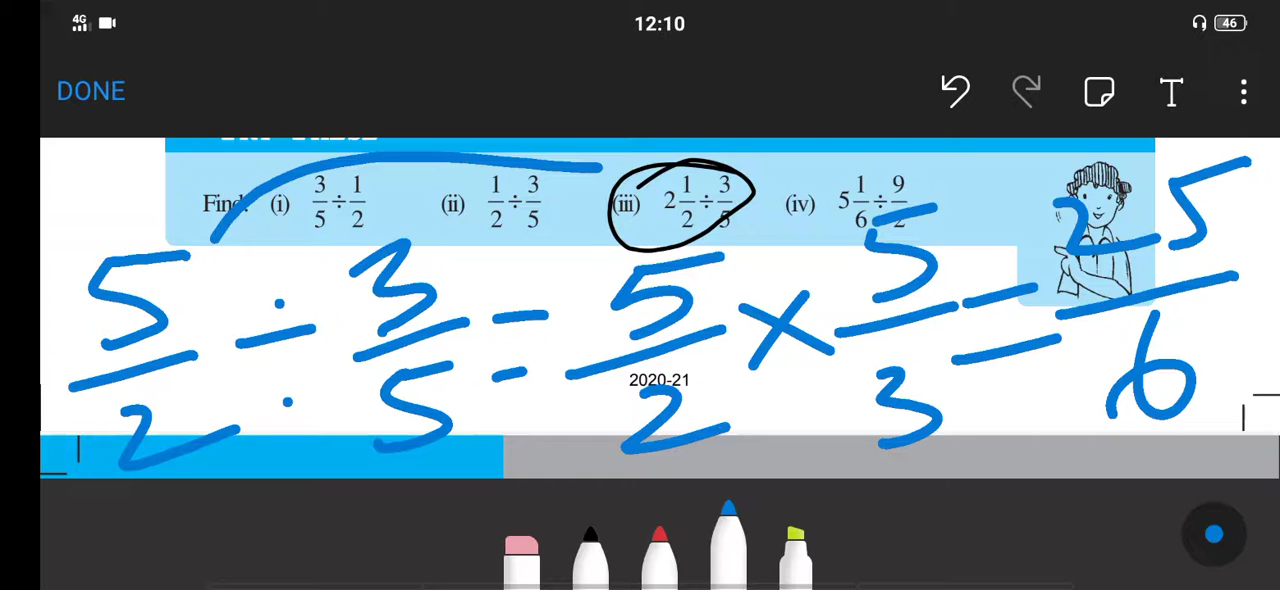 4G 12:10 46
DONE T
TRY THESE
Find: (i) 3/5 ÷ 1/2 (ii) 1/2 ÷ 3/5 (iii) 2 1/2 ÷ 3/5 (iv) 5 1/6 ÷ 9/2
5/2 ÷ 3/5 = 5/2 × 5/3 = 25/6
2020-21